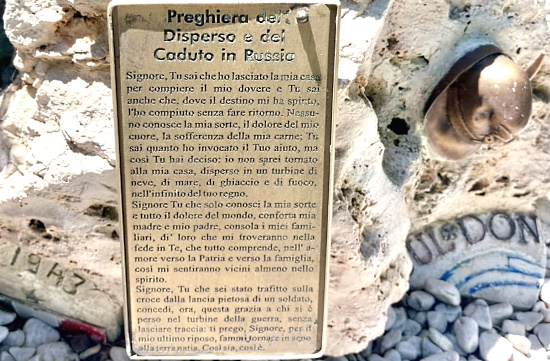 Preghiera del
Disperso e del
Caduto in Russia
Signore, Tu sai che ho lasciato la mia casa
per compiere il mio dovere e Tu sai
anche che, dove il destino mi ha spinto,
l'ho compiuto senza fare ritorno. Nessu-
no conosce la mia sorte, il dolore del mio
cuore, la sofferenza della mia carne; Tu
sai quanto ho invocato il Tuo aiuto, ma
così Tu hai deciso: io non sarei tornato
alla mia casa, disperso in un turbine di
neve, di mare, di ghiaccio e di fuoco,
nell'infinito del tuo regno.
Signore Tu che solo conosci la mia sorte
e tutto il dolore del mondo, conforta mia
madre e mio padre, consola i miei fami-
liari, di' loro che mi troveranno nella
fede in Te, che tutto comprende, nell' a-
more verso la Patria e verso la famiglia,
così mi sentiranno vicini almeno nello
spirito.
Signore, Tu che sei stato trafitto sulla
croce dalla lancia pietosa di un soldato,
concedi, ora, questa grazia a chi si è
perso nel turbine della guerra, senza
lasciare traccia: ti prego, Signore, per il
mio ultimo riposo, fammi tornare in seno
alla terra natia. Così sia, così è.
1943
DON